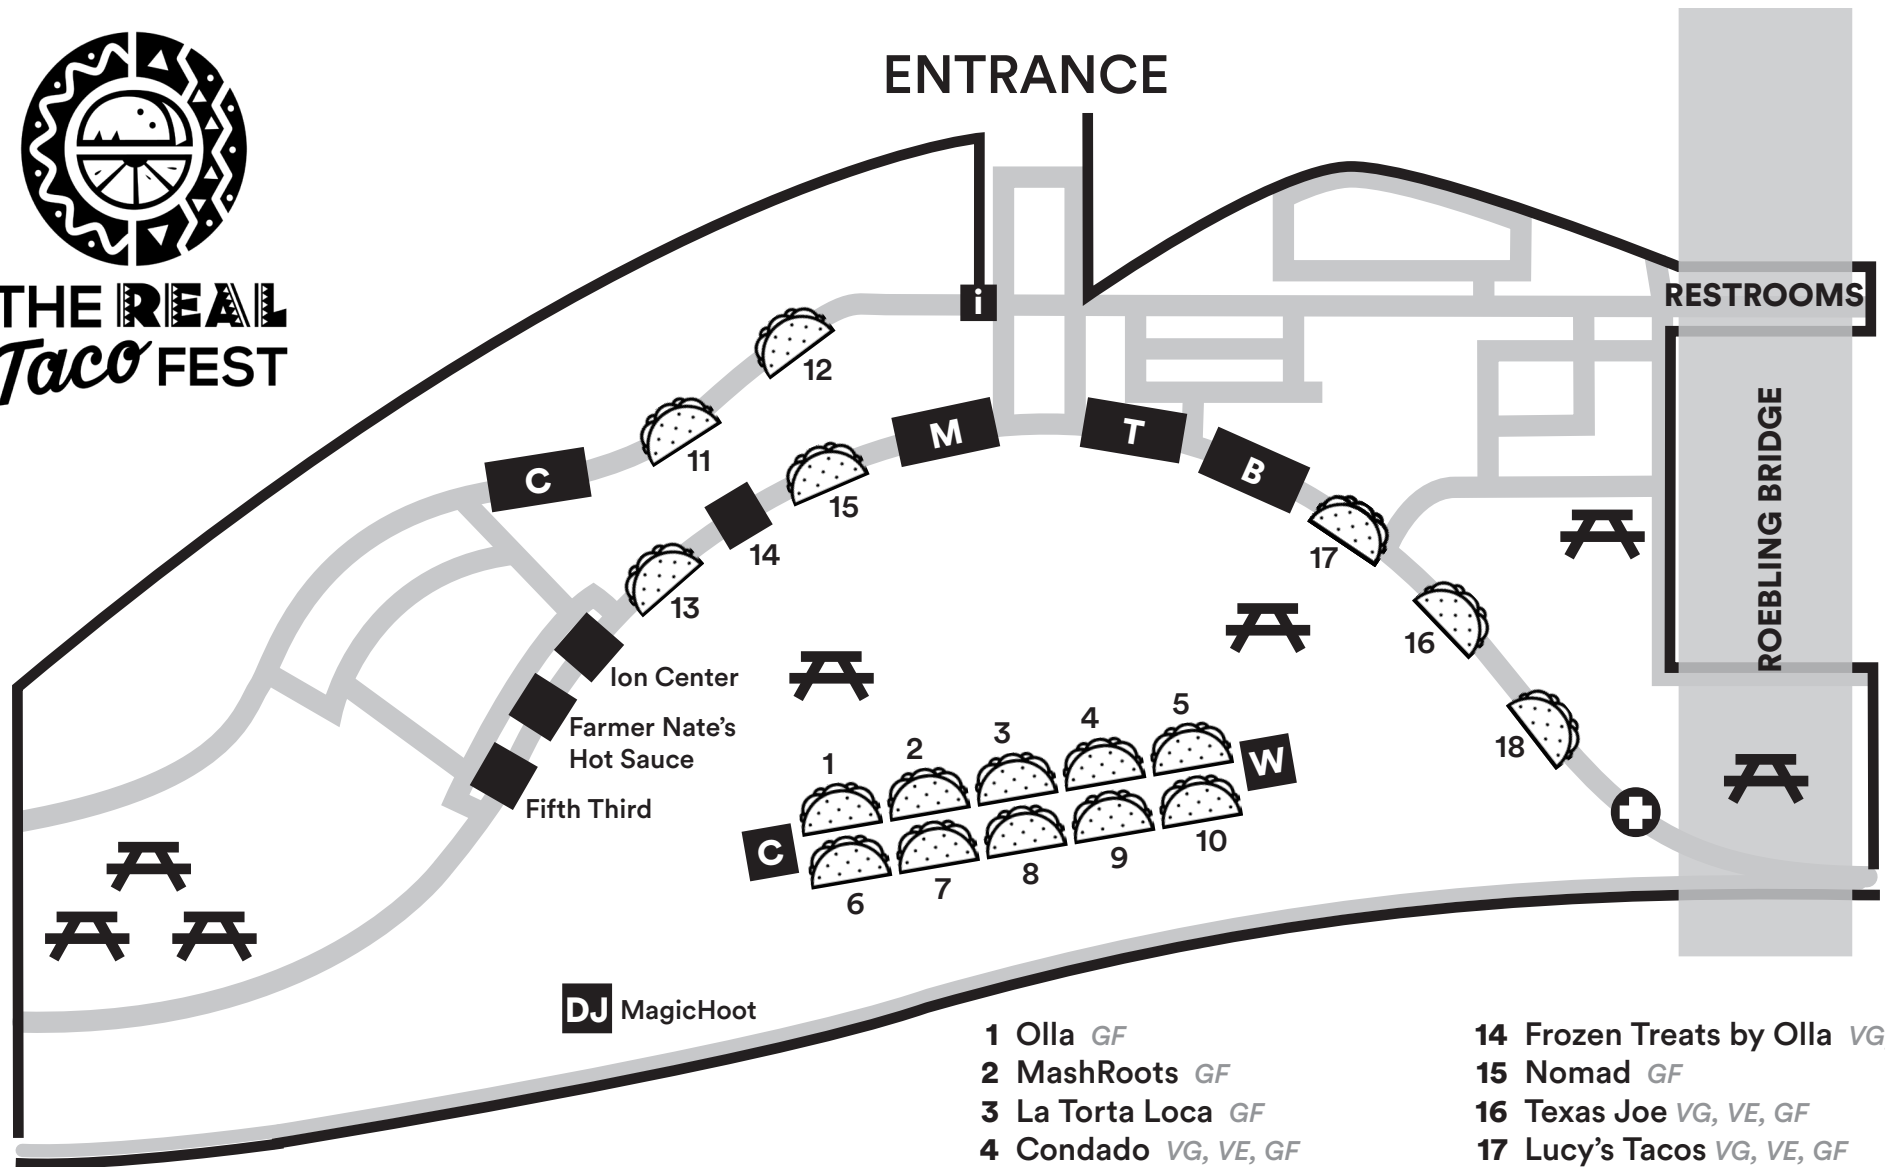 THE REAL
Taco FEST
ENTRANCE
i
RESTROOMS
ROEBLING BRIDGE
12
11
C
M
T
B
15
14
13
17
16
18
Ion Center
Farmer Nate's
Hot Sauce
Fifth Third
1
2
3
4
5
W
C
6
7
8
9
10
DJ MagicHoot
1 Olla GF
2 MashRoots GF
3 La Torta Loca GF
4 Condado VG, VE, GF
14 Frozen Treats by Olla VG
15 Nomad GF
16 Texas Joe VG, VE, GF
17 Lucy's Tacos VG, VE, GF